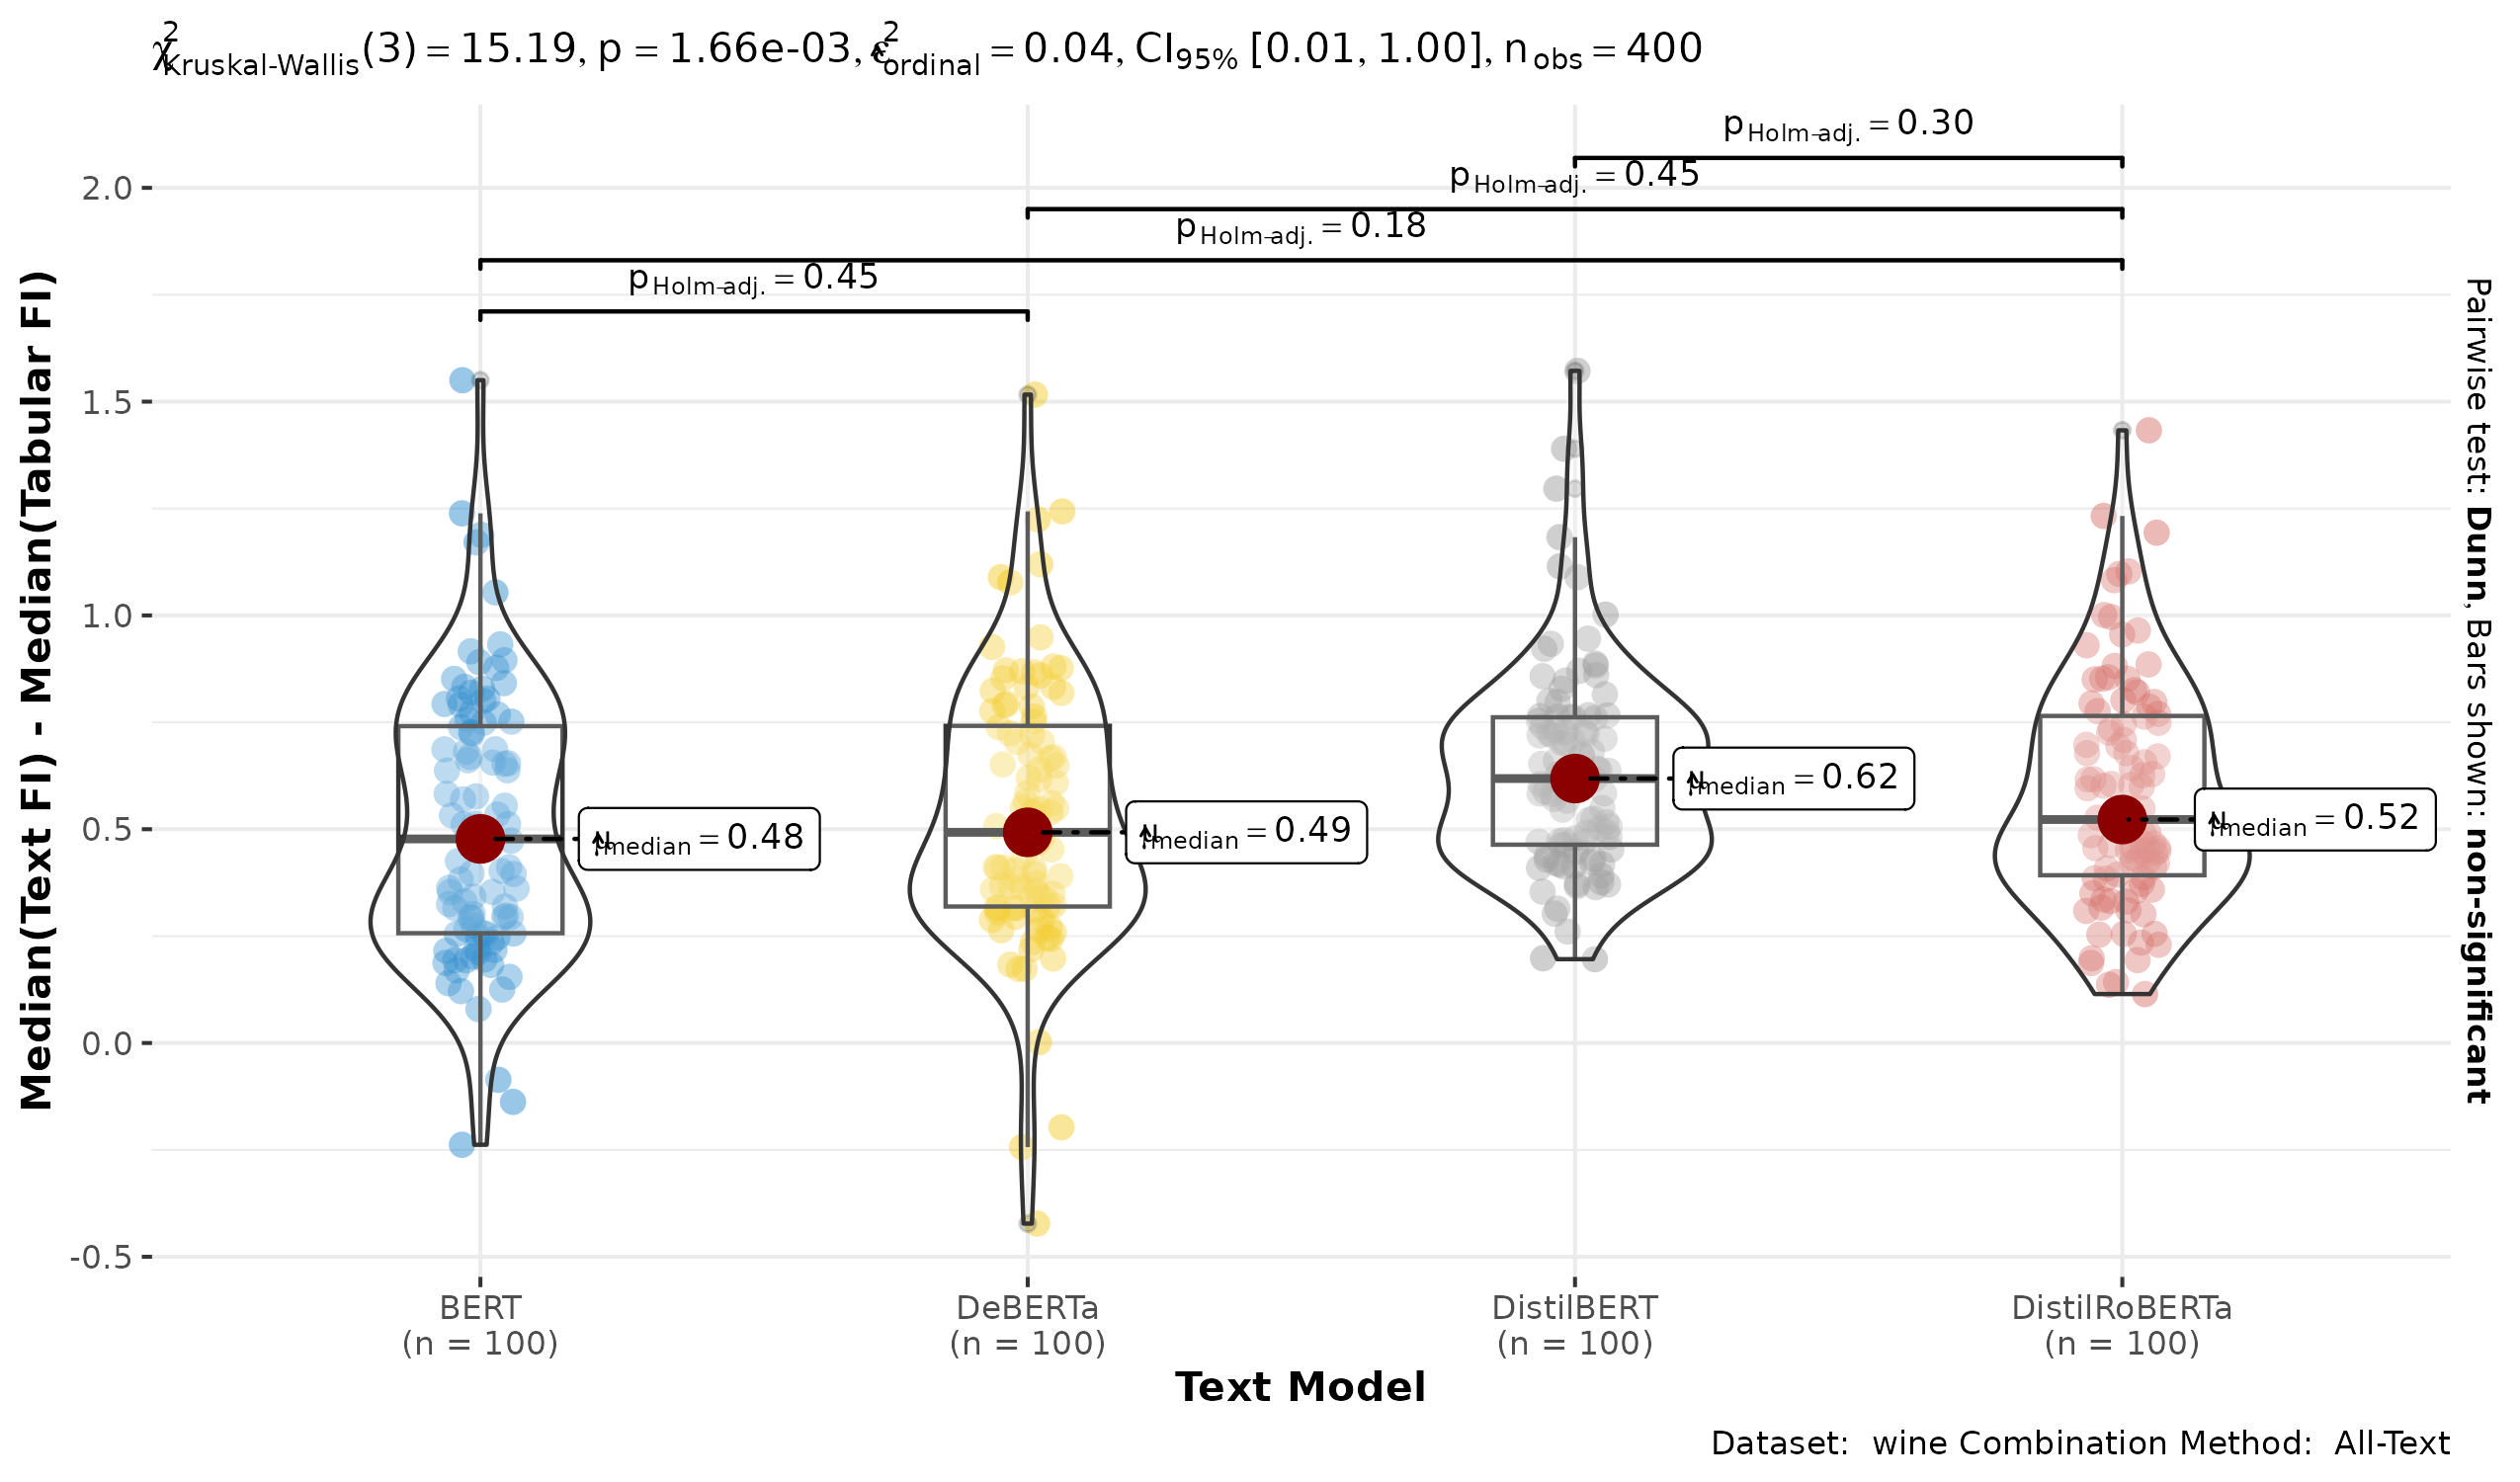 χ²Kruskal-Wallis(3) = 15.19, p = 1.66e-03, ε²ordinal = 0.04, CI95% [0.01, 1.00], nobs = 400
pHolm-adj. = 0.30
pHolm-adj. = 0.45
pHolm-adj. = 0.18
pHolm-adj. = 0.45
Median(Text FI) - Median(Tabular FI)
2.0
1.5
1.0
0.5
0.0
-0.5
μ̂median = 0.48
μ̂median = 0.49
μ̂median = 0.62
μ̂median = 0.52
Pairwise test: Dunn, Bars shown: non-significant
BERT
(n = 100)
DeBERTa
(n = 100)
DistilBERT
(n = 100)
DistilRoBERTa
(n = 100)
Text Model
Dataset: wine Combination Method: All-Text